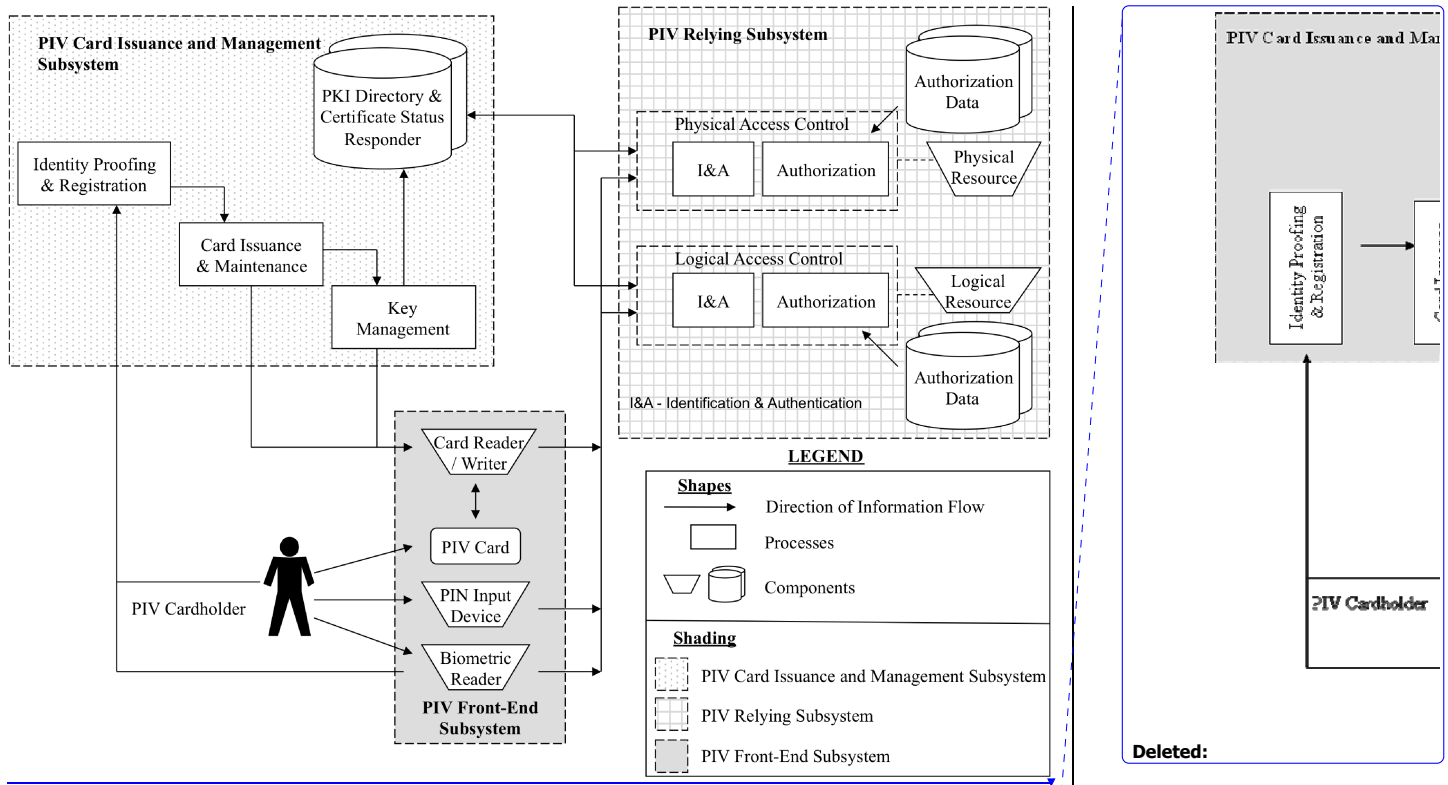 PIV Card Issuance and Management
Subsystem
PKI Directory &
Certificate Status
Responder
Identity Proofing
& Registration
Card Issuance
& Maintenance
Key
Management
PIV Relying Subsystem
Authorization
Data
Physical Access Control
I&A
Authorization
Physical
Resource
Logical Access Control
I&A
Authorization
Logical
Resource
Authorization
Data
I&A - Identification & Authentication
Card Reader
/ Writer
PIV Card
PIN Input
Device
Biometric
Reader
PIV Front-End
Subsystem
PIV Cardholder
LEGEND
Shapes
Direction of Information Flow
Processes
Components
Shading
PIV Card Issuance and Management Subsystem
PIV Relying Subsystem
PIV Front-End Subsystem
PIV Card Issuance and
Identity Proofing
& Registration
PIV Cardholder
Deleted: